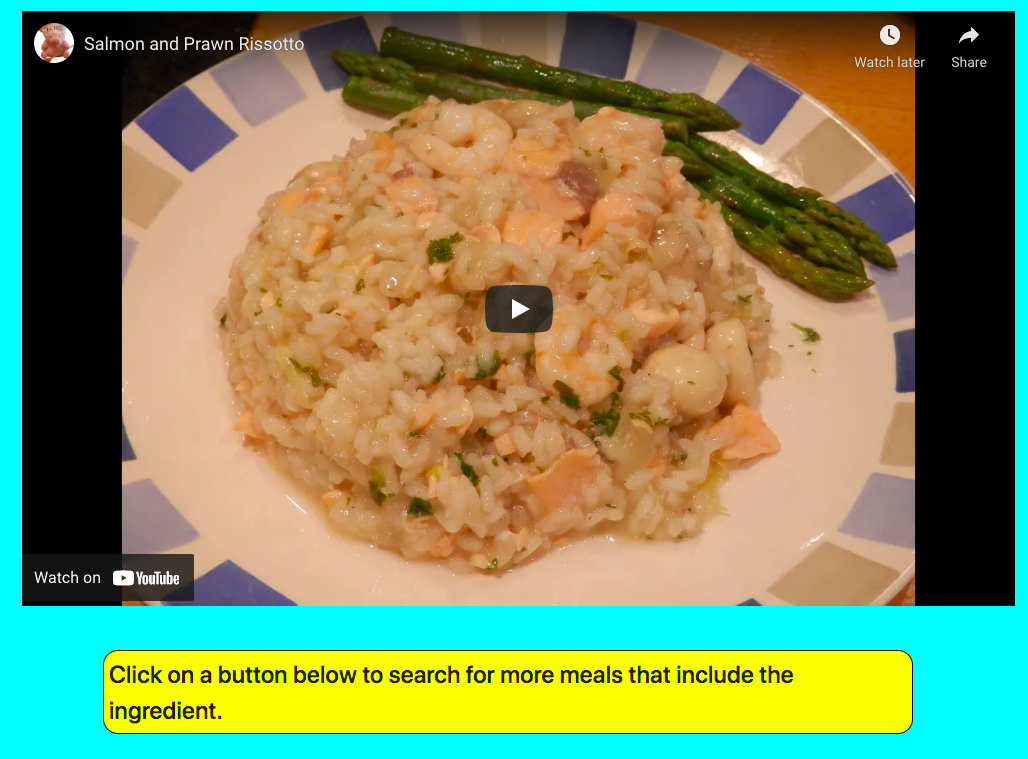 Salmon and Prawn Rissotto
Watch later
Share
Watch on YouTube
Click on a button below to search for more meals that include the
ingredient.